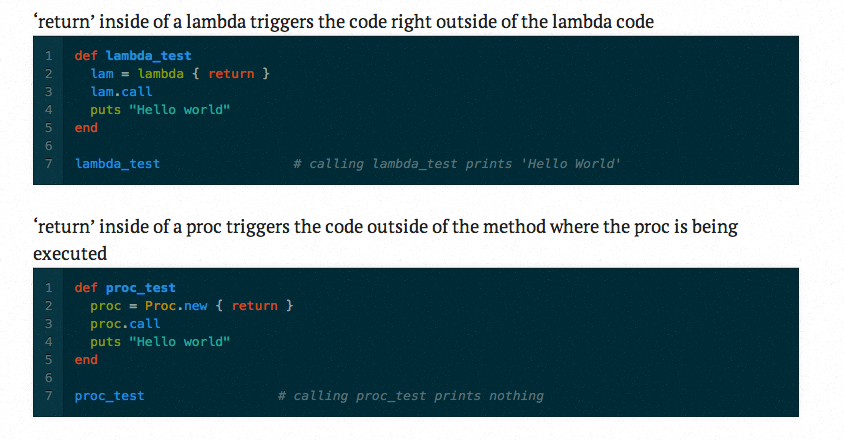 ‘return’ inside of a lambda triggers the code right outside of the lambda code
1 def lambda_test
2   lam = lambda { return }
3   lam.call
4   puts "Hello world"
5 end
6
7 lambda_test                 # calling lambda_test prints 'Hello World'
‘return’ inside of a proc triggers the code outside of the method where the proc is being
executed
1 def proc_test
2   proc = Proc.new { return }
3   proc.call
4   puts "Hello world"
5 end
6
7 proc_test                 # calling proc_test prints nothing